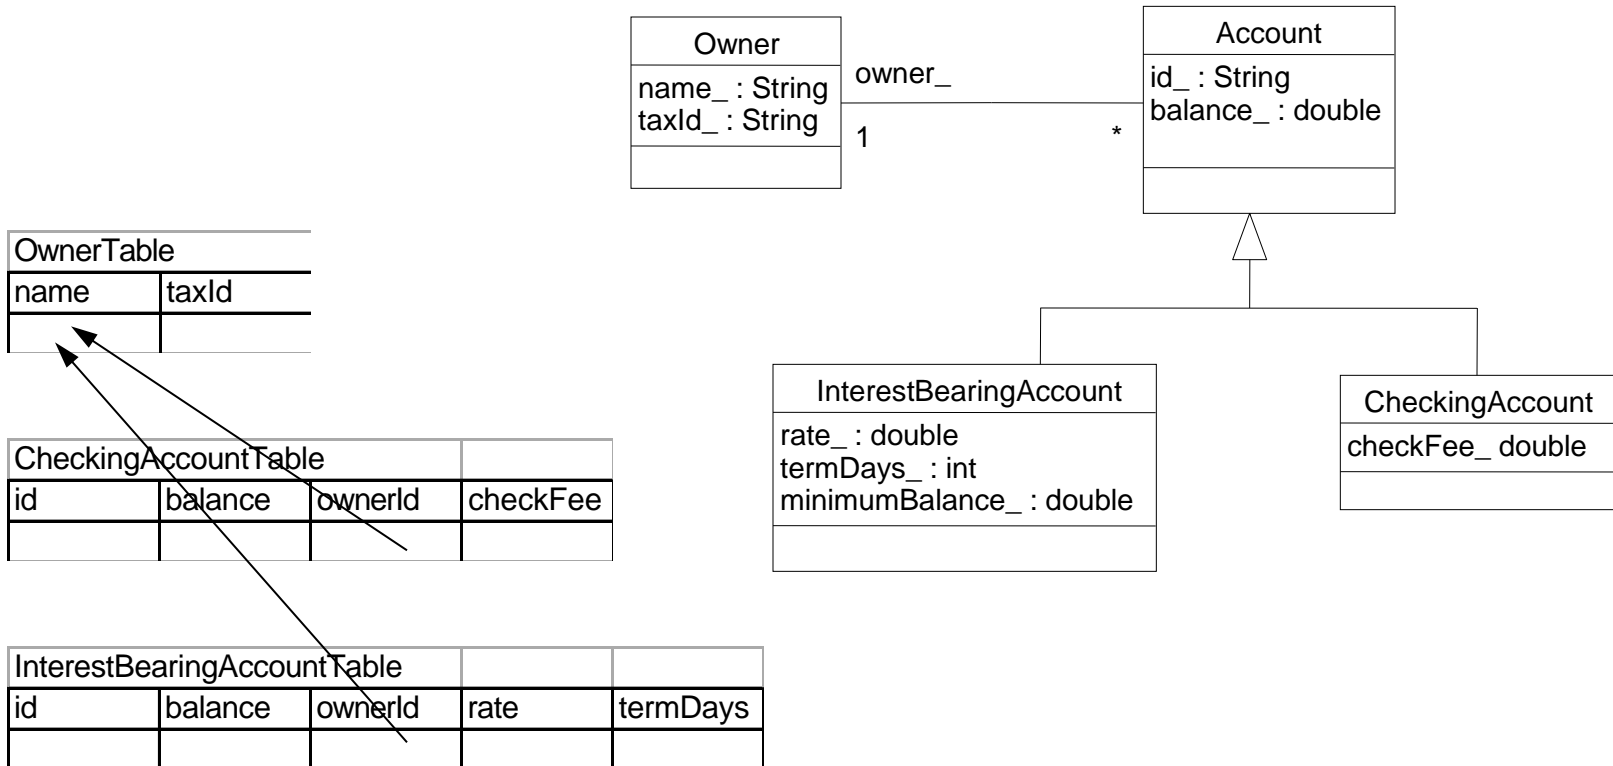 Owner
name_ : String
taxId_ : String
owner_
1
*
Account
id_ : String
balance_ : double
OwnerTable
name taxId
CheckingAccountTable
id balance ownerId checkFee
InterestBearingAccountTable
id balance ownerId rate termDays
InterestBearingAccount
rate_ : double
termDays_ : int
minimumBalance_ : double
CheckingAccount
checkFee_ double